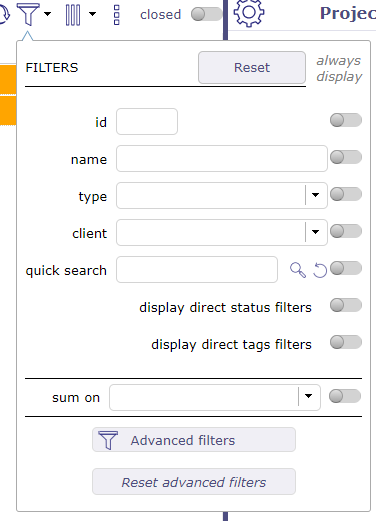 closed
Projec
FILTERS
Reset
always
display
id
name
type
client
quick search
display direct status filters
display direct tags filters
sum on
Advanced filters
Reset advanced filters